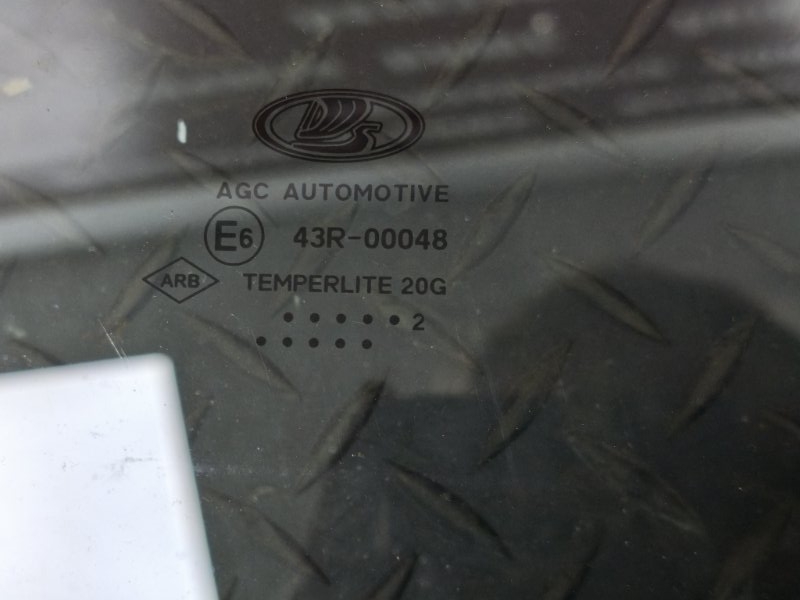 AGC AUTOMOTIVE
E6 43R-00048
ARB TEMPERLITE 20G
• • • • • 2
• • • • •